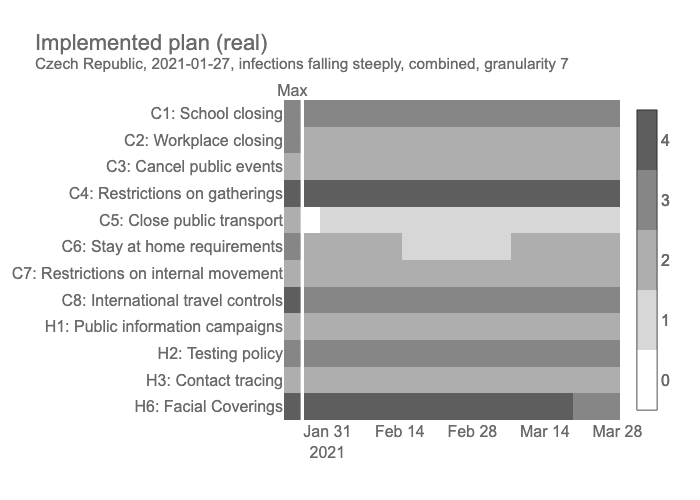 Implemented plan (real)
Czech Republic, 2021-01-27, infections falling steeply, combined, granularity 7
Max
C1: School closing
C2: Workplace closing
C3: Cancel public events
C4: Restrictions on gatherings
C5: Close public transport
C6: Stay at home requirements
C7: Restrictions on internal movement
C8: International travel controls
H1: Public information campaigns
H2: Testing policy
H3: Contact tracing
H6: Facial Coverings
4
3
2
1
0
Jan 31 Feb 14 Feb 28 Mar 14 Mar 28
2021